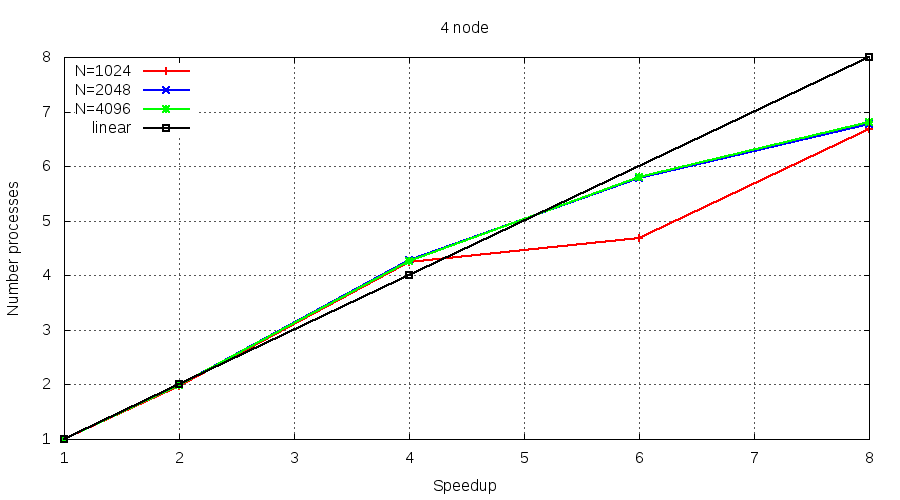 4 node
N=1024
N=2048
N=4096
linear
8
7
6
5
4
3
2
1
Number processes
1 2 3 4 5 6 7 8
Speedup